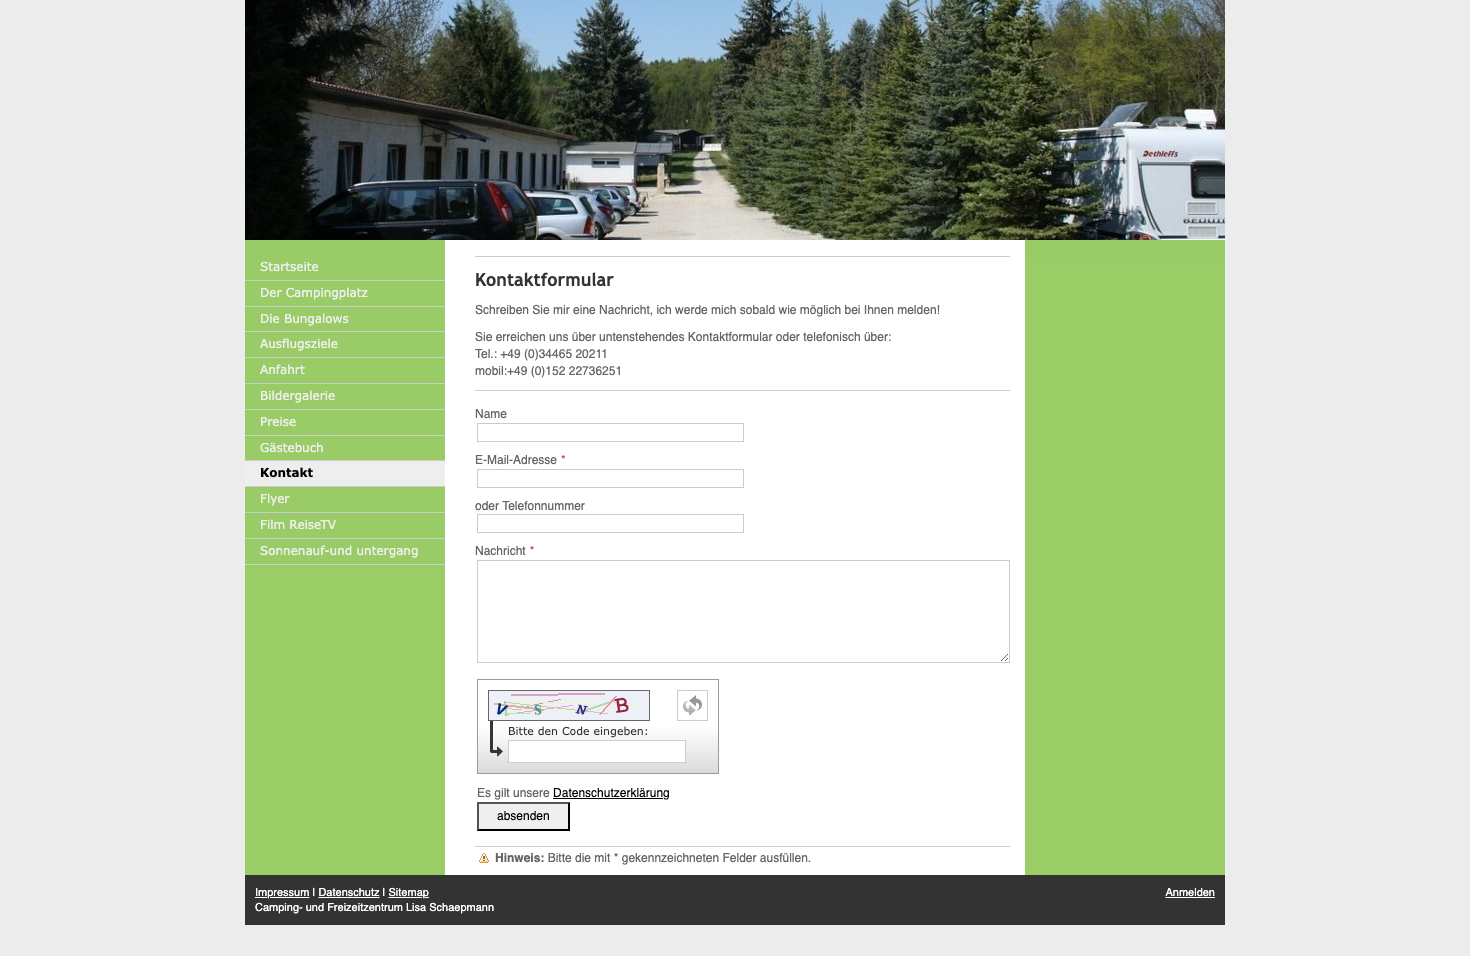 Dethleffs
Startseite
Der Campingplatz
Die Bungalows
Ausflugsziele
Anfahrt
Bildergalerie
Preise
Gästebuch
Kontakt
Flyer
Film ReiseTV
Sonnenauf-und untergang
Kontaktformular
Schreiben Sie mir eine Nachricht, ich werde mich sobald wie möglich bei Ihnen melden!
Sie erreichen uns über untenstehendes Kontaktformular oder telefonisch über:
Tel.: +49 (0)34465 20211
mobil:+49 (0)152 22736251
Name
E-Mail-Adresse *
oder Telefonnummer
Nachricht *
V S N B
Bitte den Code eingeben:
Es gilt unsere Datenschutzerklärung
absenden
Hinweis: Bitte die mit * gekennzeichneten Felder ausfüllen.
Impressum | Datenschutz | Sitemap
Anmelden
Camping- und Freizeitzentrum Lisa Schaepmann